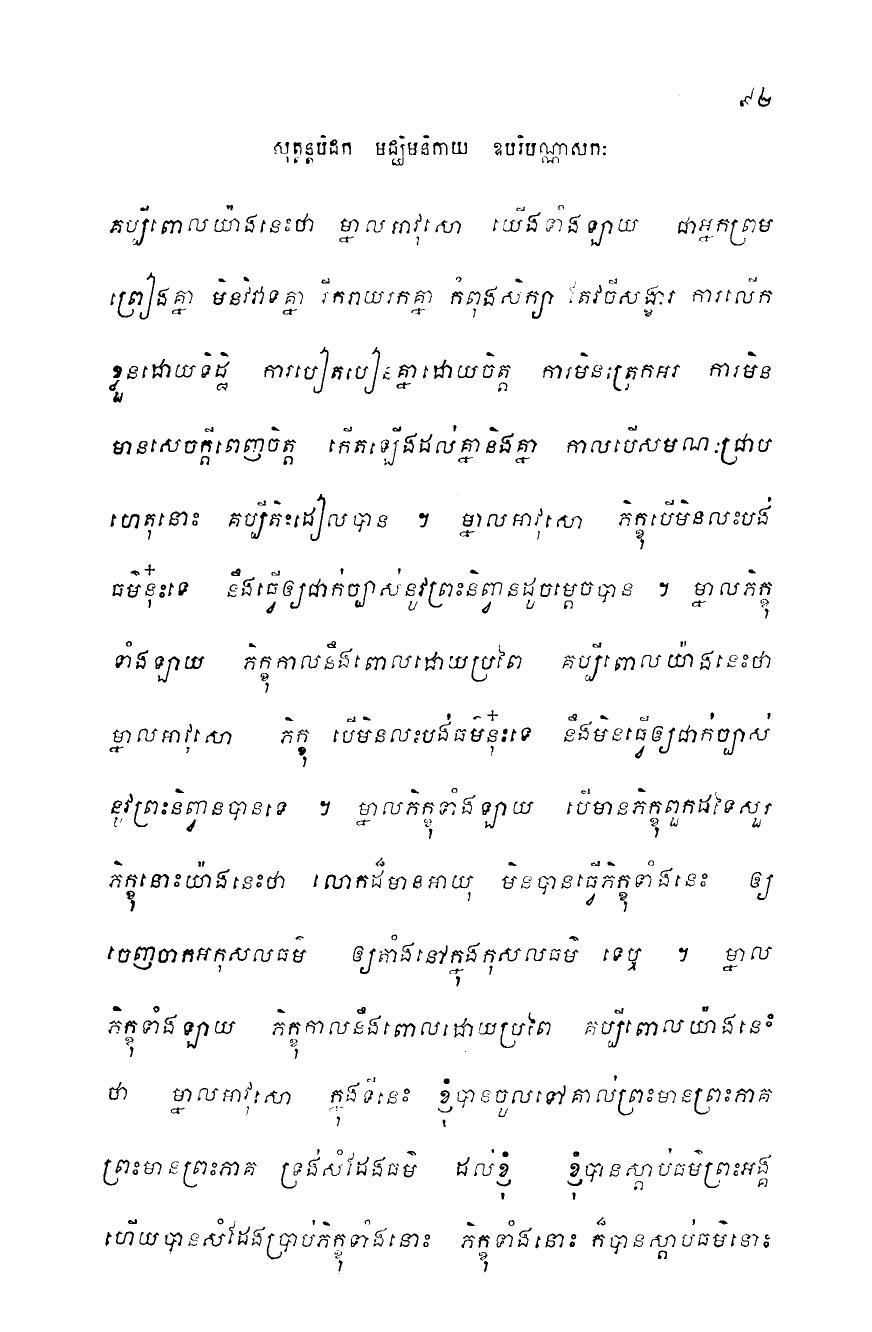 ៩២
សុត្តន្តបិដក មជ្ឈិមនិកាយ ឧបរិបណ្ណាសកៈ
គប្បីពោលយ៉ាងនេះថា ម្នាលអាវុសោ យើងទាំងឡាយ ជាអ្នកព្រម
ព្រៀងគ្នា មិនវិវាទគ្នា រីករាយរកគ្នា កំពុងសិក្សា តែវចីសង្ខារ ការលើក
ខ្លួនដោយទិដ្ឋិ ការបៀតបៀនគ្នាដោយចិត្ត ការមិនត្រេកអរ ការមិន
មានសេចក្តីពេញចិត្ត កើតឡើងដល់គ្នានិងគ្នា កាលបើសមណៈជ្រាប
ហេតុនោះ គប្បីតិះដៀលបាន ។ ម្នាលអាវុសោ ភិក្ខុបើមិនលះបង់
ធម៌នុ៎ះទេ នឹងធ្វើឲ្យជាក់ច្បាស់នូវព្រះនិព្វានដូចម្តេចបាន ។ ម្នាលភិក្ខុ
ទាំងឡាយ ភិក្ខុកាលនឹងពោលដោយប្រពៃ គប្បីពោលយ៉ាងនេះថា
ម្នាលអាវុសោ ភិក្ខុ បើមិនលះបង់ធម៌នុ៎ះទេ នឹងមិនធ្វើឲ្យជាក់ច្បាស់
នូវព្រះនិព្វានបានទេ ។ ម្នាលភិក្ខុទាំងឡាយ បើមានភិក្ខុពួកដទៃសួរ
ភិក្ខុនោះយ៉ាងនេះថា លោកដ៏មានអាយុ មិនបានធ្វើភិក្ខុទាំងនេះ ឲ្យ
ចេញចាកអកុសលធម៌ ឲ្យតាំងនៅក្នុងកុសលធម៌ ទេឬ ។ ម្នាល
ភិក្ខុទាំងឡាយ ភិក្ខុកាលនឹងពោលដោយប្រពៃ គប្បីពោលយ៉ាងនេះ
ថា ម្នាលអាវុសោ ក្នុងទីនេះ ខ្ញុំបានចូលទៅគាល់ព្រះមានព្រះភាគ
ព្រះមានព្រះភាគ ទ្រង់សំដែងធម៌ ដល់ខ្ញុំ ខ្ញុំបានស្តាប់ធម៌ព្រះអង្គ
ហើយបានសំដែងប្រាប់ភិក្ខុទាំងនោះ ភិក្ខុទាំងនោះ ក៏បានស្តាប់ធម៌នោះ